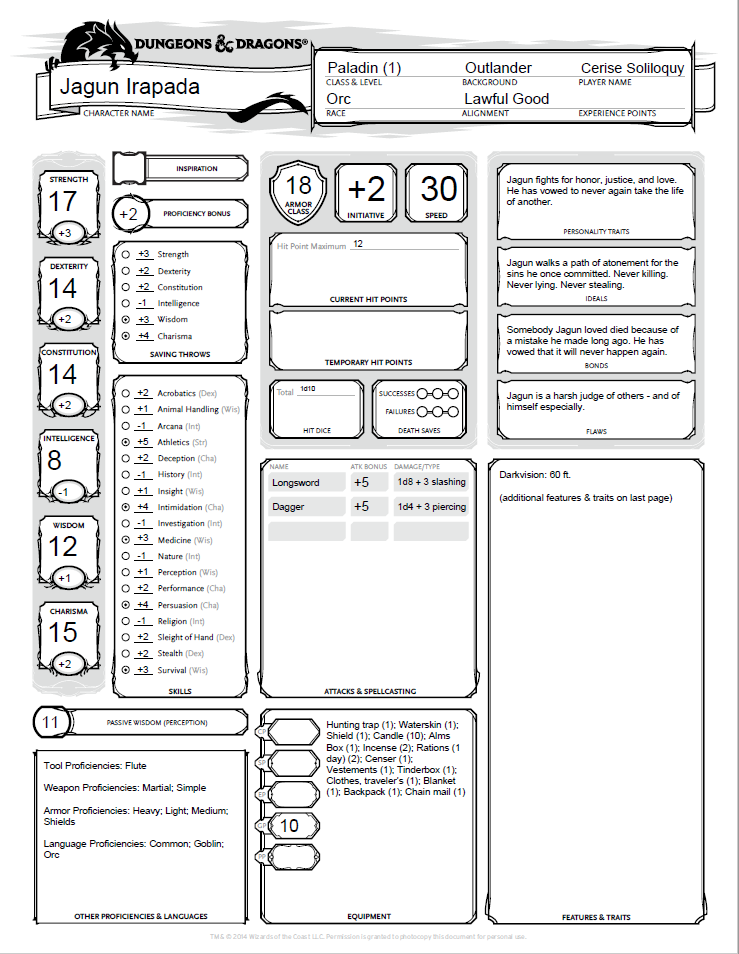 DUNGEONS & DRAGONS®
Jagun Irapada
CHARACTER NAME
Paladin (1) Outlander Cerise Soliloquy
CLASS & LEVEL BACKGROUND PLAYER NAME
Orc Lawful Good
RACE ALIGNMENT EXPERIENCE POINTS
STRENGTH
17
+3
DEXTERITY
14
+2
CONSTITUTION
14
+2
INTELLIGENCE
8
-1
WISDOM
12
+1
CHARISMA
15
+2
INSPIRATION
+2 PROFICIENCY BONUS
+3 Strength
+2 Dexterity
+2 Constitution
-1 Intelligence
+3 Wisdom
+4 Charisma
SAVING THROWS
+2 Acrobatics (Dex)
+1 Animal Handling (Wis)
-1 Arcana (Int)
+5 Athletics (Str)
+2 Deception (Cha)
-1 History (Int)
+1 Insight (Wis)
+4 Intimidation (Cha)
-1 Investigation (Int)
+3 Medicine (Wis)
-1 Nature (Int)
+1 Perception (Wis)
+2 Performance (Cha)
+4 Persuasion (Cha)
-1 Religion (Int)
+2 Sleight of Hand (Dex)
+2 Stealth (Dex)
+3 Survival (Wis)
SKILLS
11 PASSIVE WISDOM (PERCEPTION)
Tool Proficiencies: Flute
Weapon Proficiencies: Martial; Simple
Armor Proficiencies: Heavy; Light; Medium;
Shields
Language Proficiencies: Common; Goblin;
Orc
OTHER PROFICIENCIES & LANGUAGES
18
ARMOR
CLASS
+2
INITIATIVE
30
SPEED
Hit Point Maximum 12
CURRENT HIT POINTS
TEMPORARY HIT POINTS
Total 1d10
HIT DICE
SUCCESSES
FAILURES
DEATH SAVES
NAME ATK BONUS DAMAGE/TYPE
Longsword +5 1d8 + 3 slashing
Dagger +5 1d4 + 3 piercing
ATTACKS & SPELLCASTING
CP
SP
EP
GP 10
PP
Hunting trap (1); Waterskin (1);
Shield (1); Candle (10); Alms
Box (1); Incense (2); Rations (1
day) (2); Censer (1);
Vestements (1); Tinderbox (1);
Clothes, traveler's (1); Blanket
(1); Backpack (1); Chain mail (1)
EQUIPMENT
Jagun fights for honor, justice, and love.
He has vowed to never again take the life
of another.
PERSONALITY TRAITS
Jagun walks a path of atonement for the
sins he once committed. Never killing.
Never lying. Never stealing.
IDEALS
Somebody Jagun loved died because of
a mistake he made long ago. He has
vowed that it will never happen again.
BONDS
Jagun is a harsh judge of others - and of
himself especially.
FLAWS
Darkvision: 60 ft.
(additional features & traits on last page)
FEATURES & TRAITS
TM & © 2014 Wizards of the Coast LLC. Permission is granted to photocopy this document for personal use.